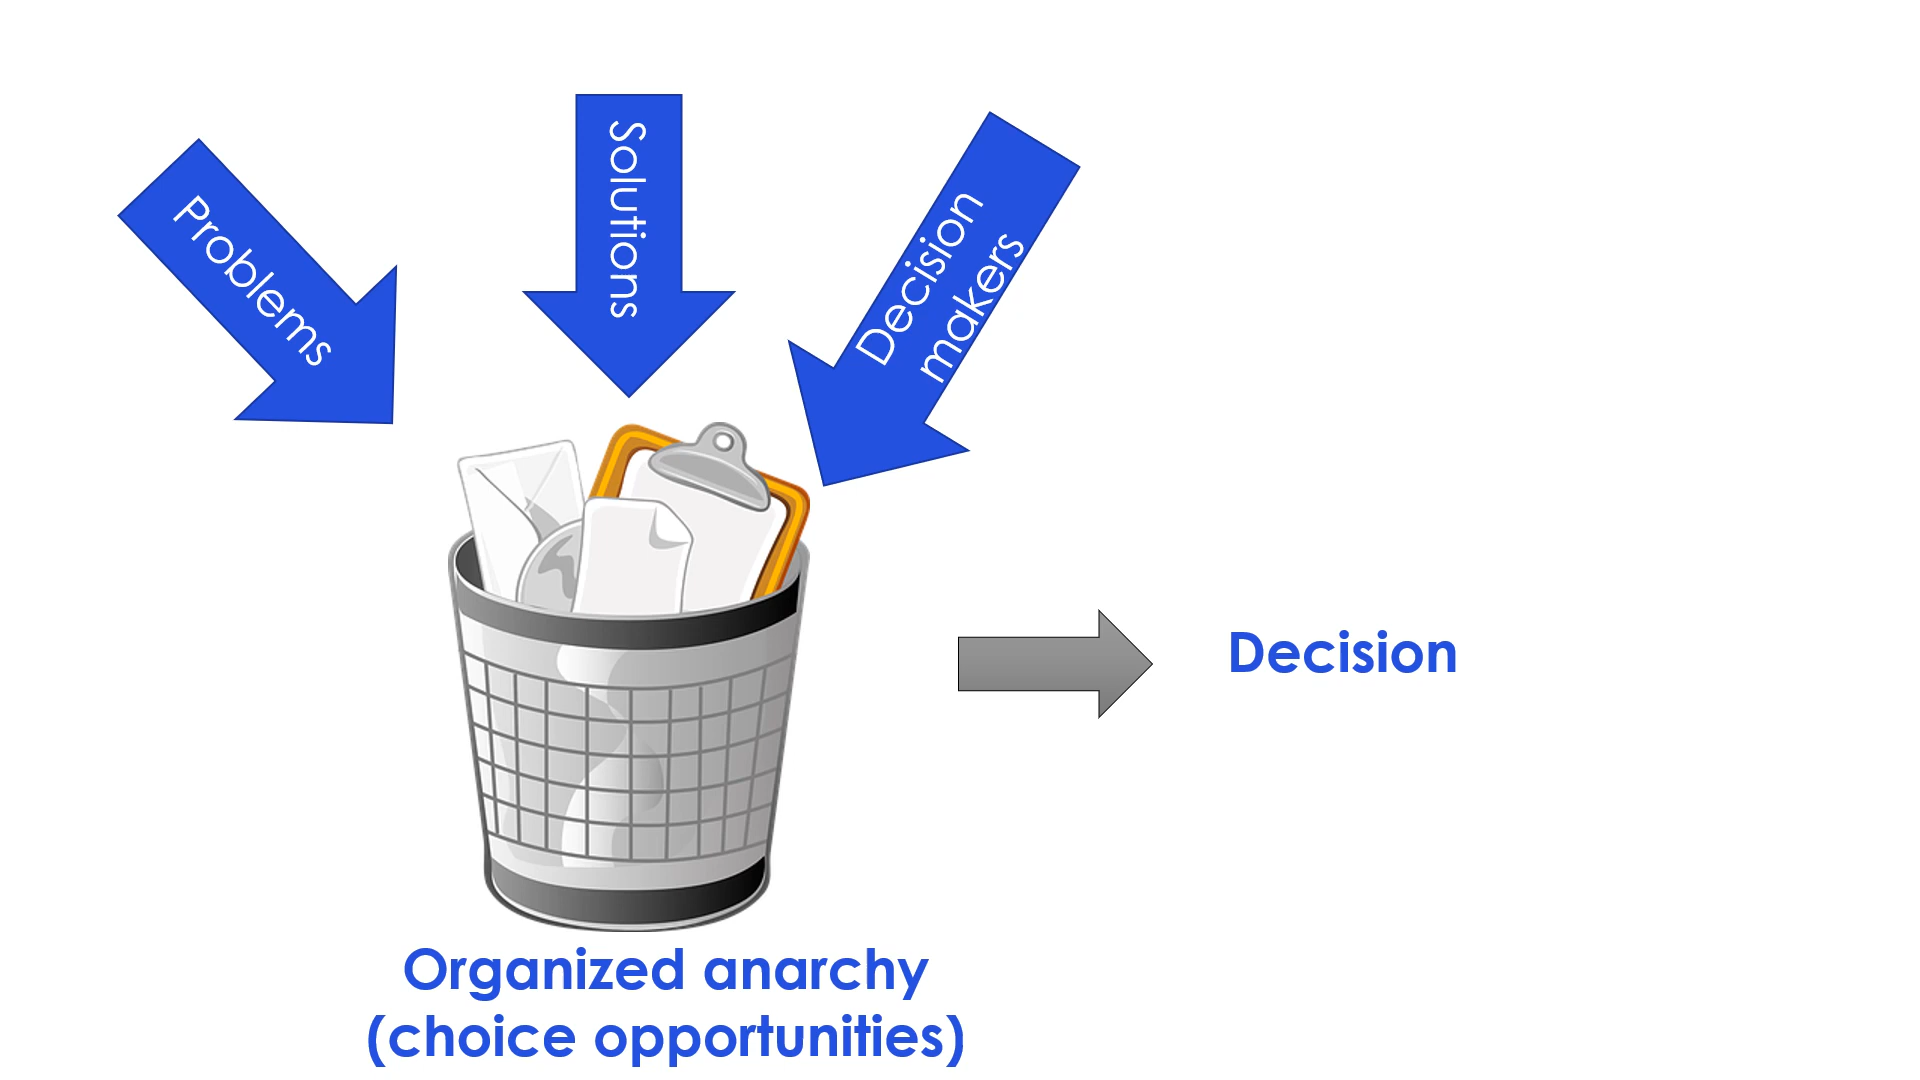 Problems
Solutions
Decision
makers
Decision
Organized anarchy
(choice opportunities)